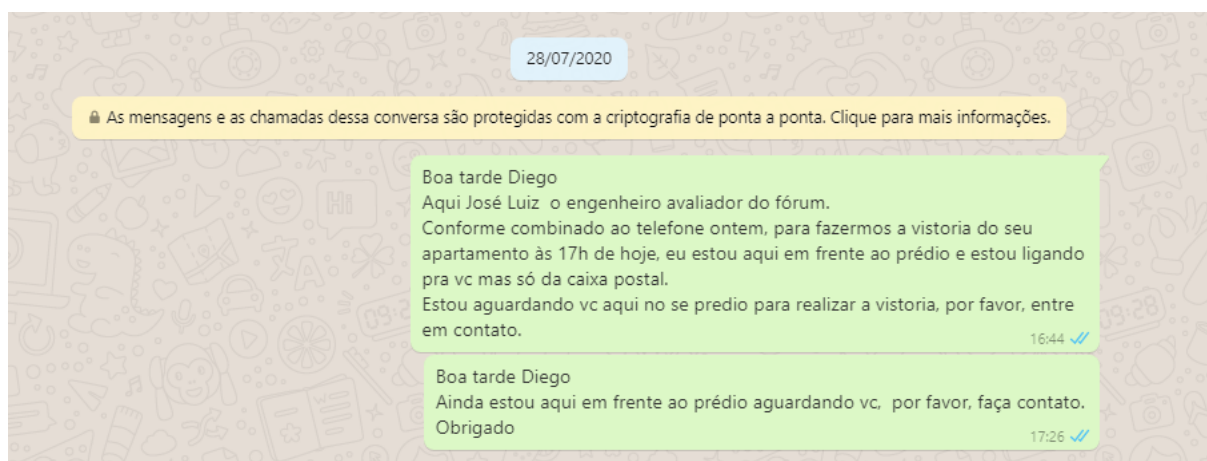 28/07/2020
As mensagens e as chamadas dessa conversa são protegidas com a criptografia de ponta a ponta. Clique para mais informações.
Boa tarde Diego
Aqui José Luiz o engenheiro avaliador do fórum.
Conforme combinado ao telefone ontem, para fazermos a vistoria do seu
apartamento às 17h de hoje, eu estou aqui em frente ao prédio e estou ligando
pra vc mas só da caixa postal.
Estou aguardando vc aqui no se predio para realizar a vistoria, por favor, entre
em contato.
16:44
Boa tarde Diego
Ainda estou aqui em frente ao prédio aguardando vc, por favor, faça contato.
Obrigado
17:26